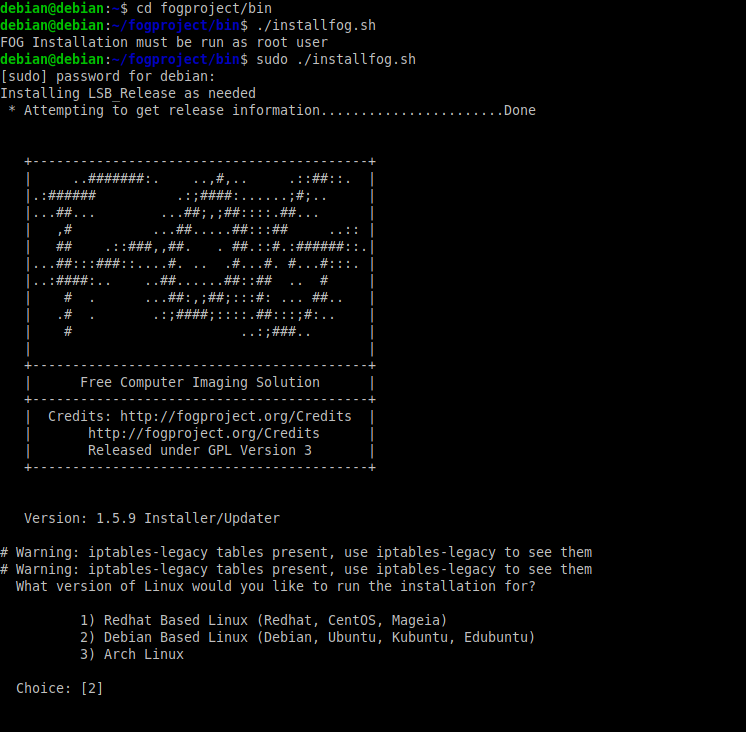 debian@debian:~$ cd fogproject/bin
debian@debian:~/fogproject/bin$ ./installfog.sh
FOG Installation must be run as root user
debian@debian:~/fogproject/bin$ sudo ./installfog.sh
[sudo] password for debian:
Installing LSB_Release as needed
 * Attempting to get release information.......................Done
   +------------------------------------------+
   |     ..#######:.    ..,#,..     .::##::.  |
   |.:######          .:;####:......;#;..     |
   |...##...        ...##;,;##::::.##...      |
   |   ,#          ...##.....##:::##     ..:: |
   |   ##    .::###,,##.   . ##.::#.:######::.|
   |...##:::###::....#. ..  .#...#. #...#:::. |
   |..:####:..    ..##......##::##  ..  #     |
   |    #  .      ...##:,;##;:::#: ... ##..   |
   |   .#  .       .:;####;::::.##:::;#:..    |
   |    #                     ..:;###..       |
   |                                          |
   +------------------------------------------+
   |      Free Computer Imaging Solution      |
   +------------------------------------------+
   |  Credits: http://fogproject.org/Credits  |
   |       http://fogproject.org/Credits      |
   |       Released under GPL Version 3       |
   +------------------------------------------+
   Version: 1.5.9 Installer/Updater
# Warning: iptables-legacy tables present, use iptables-legacy to see them
# Warning: iptables-legacy tables present, use iptables-legacy to see them
  What version of Linux would you like to run the installation for?
          1) Redhat Based Linux (Redhat, CentOS, Mageia)
          2) Debian Based Linux (Debian, Ubuntu, Kubuntu, Edubuntu)
          3) Arch Linux
  Choice: [2]